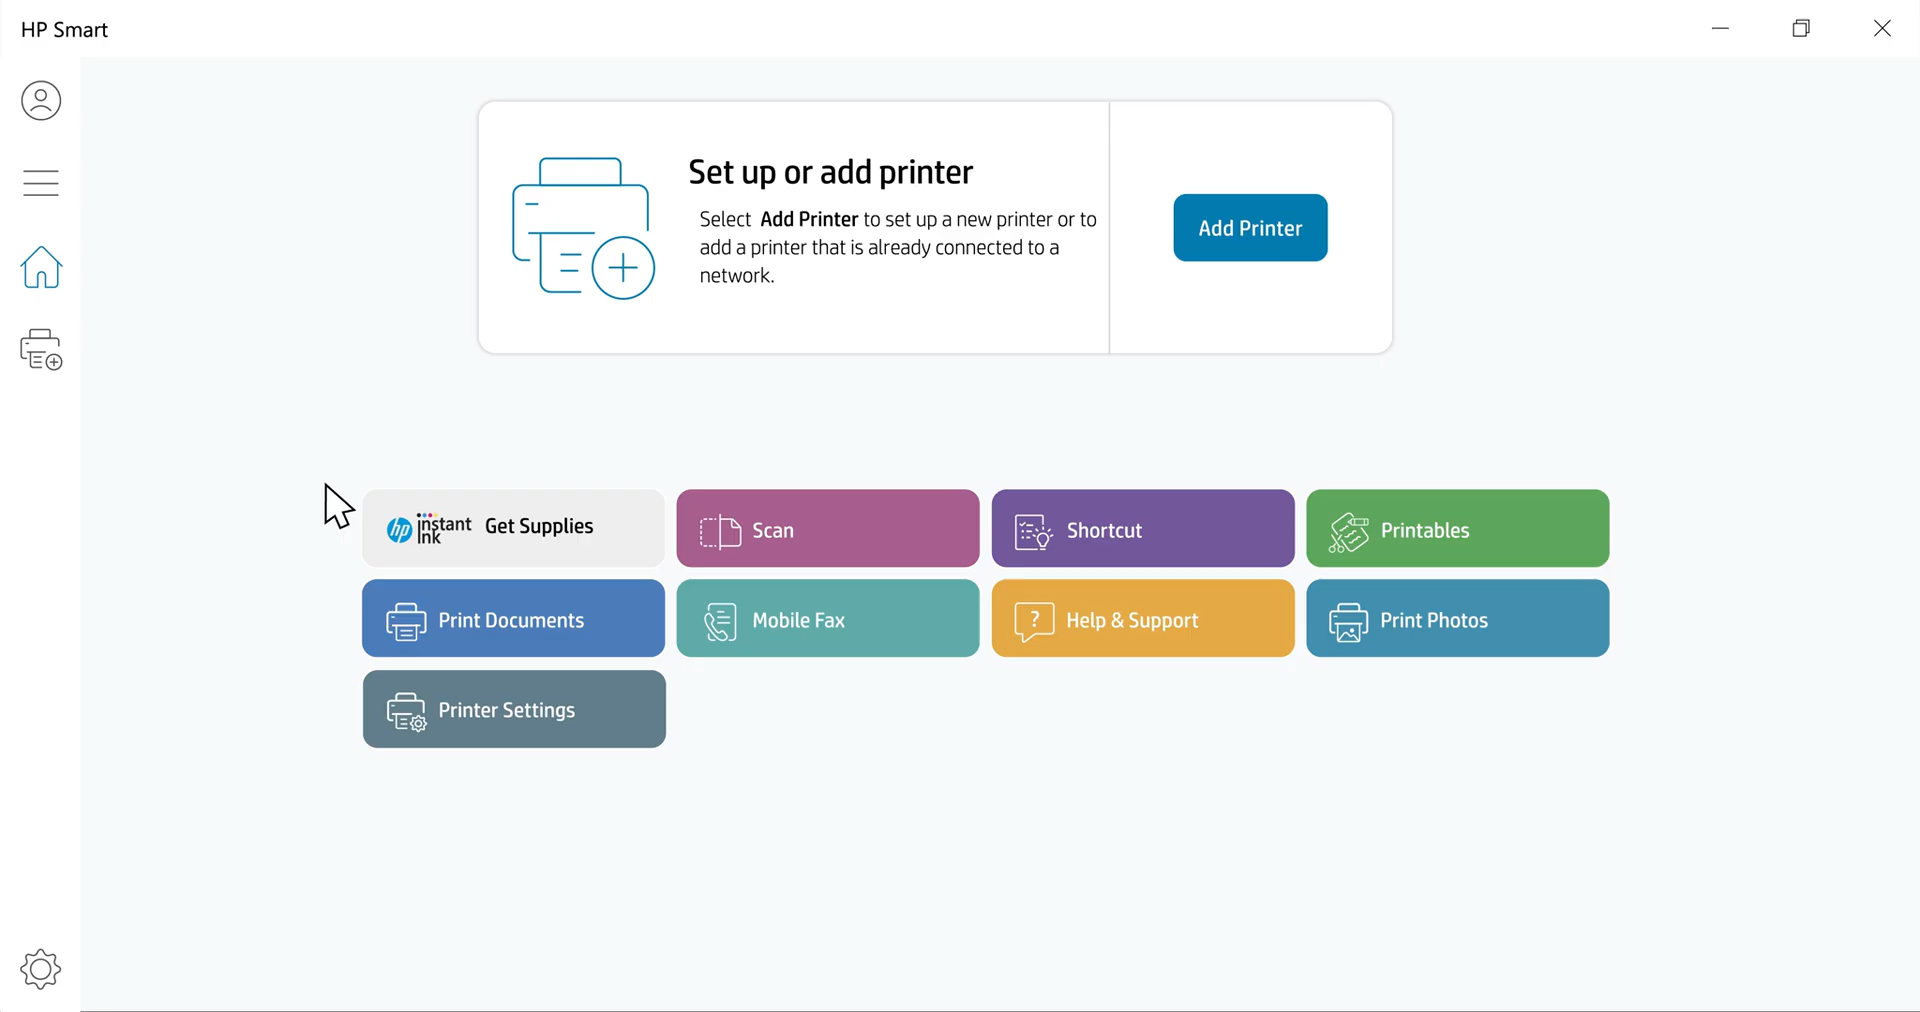 HP Smart
Set up or add printer
Select Add Printer to set up a new printer or to
add a printer that is already connected to a
network.
Add Printer
hp instant ink Get Supplies
Scan
Shortcut
Printables
Print Documents
Mobile Fax
? Help & Support
Print Photos
Printer Settings